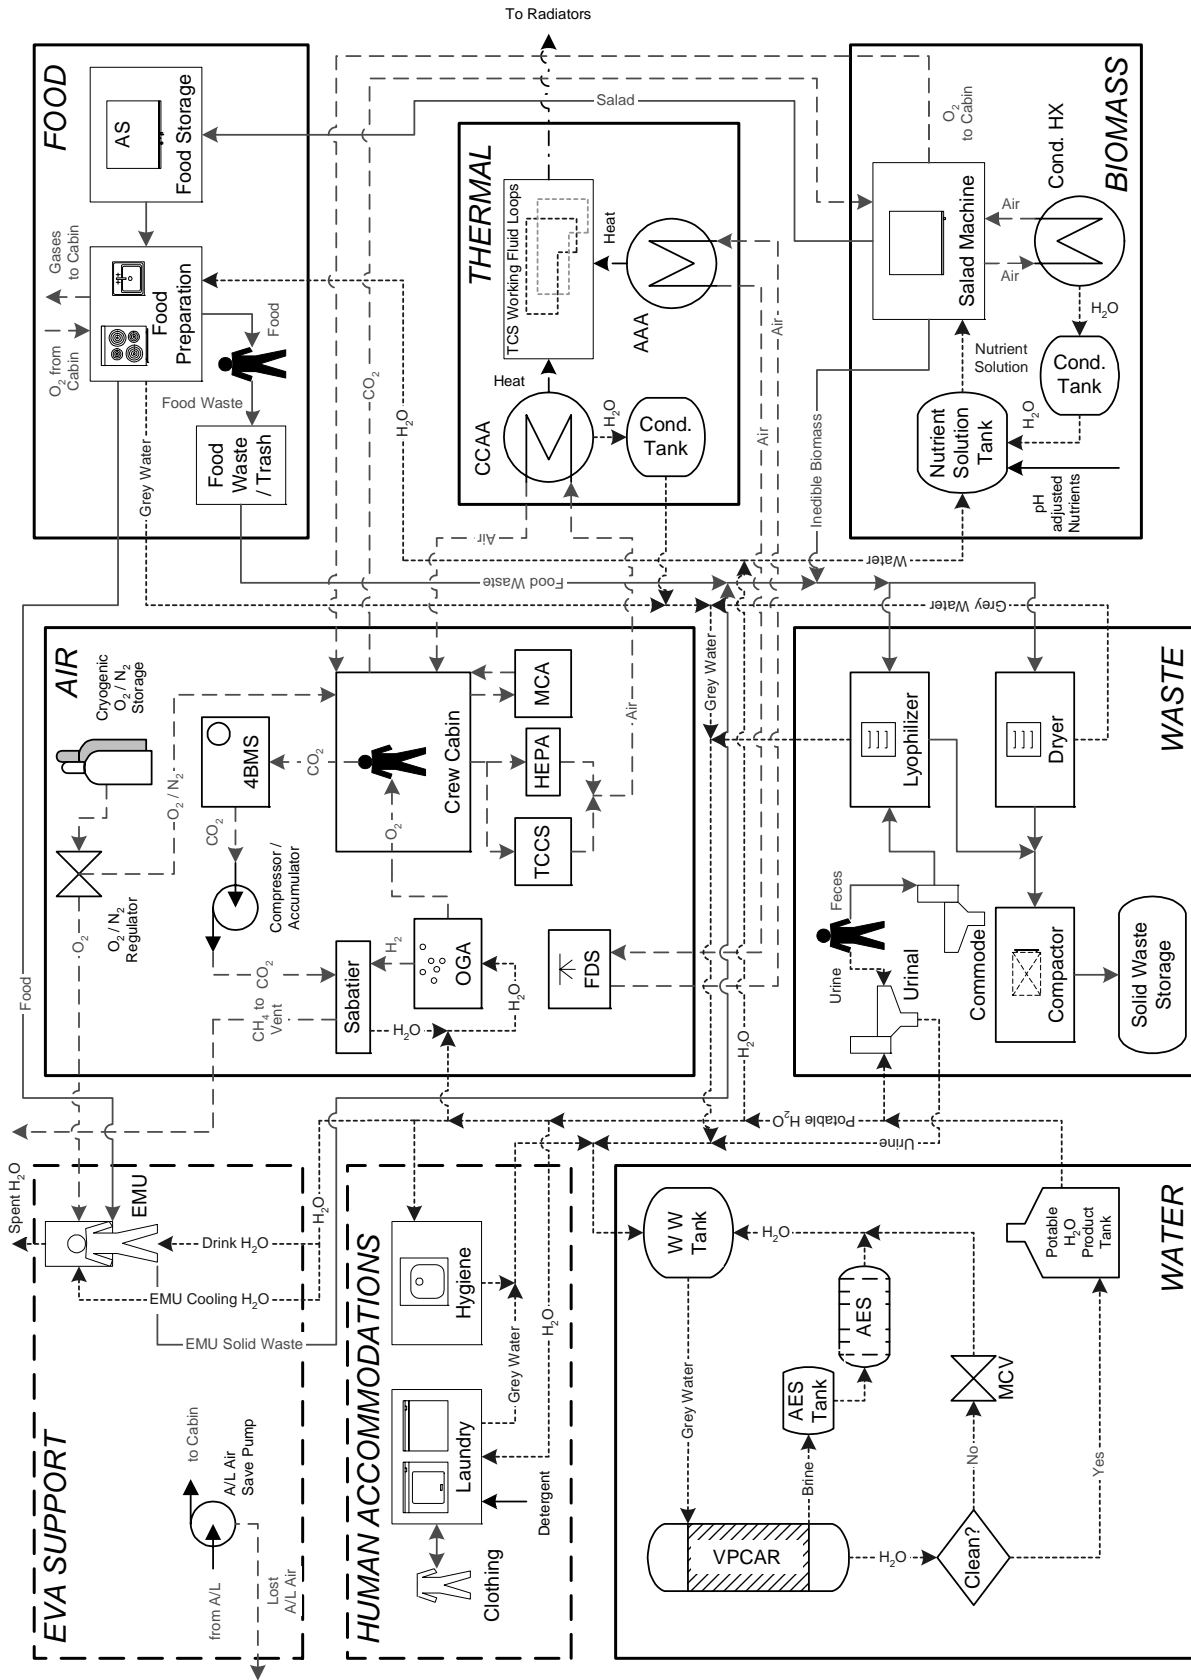 To Radiators
FOOD
AS
Food Storage
Gases
to Cabin
O2 from
Cabin
Food
Preparation
Food
Food Waste
Food
Waste
/ Trash
Grey Water
Salad
CO2
H2O
THERMAL
TCS Working Fluid Loops
Heat
Heat
AAA
CCAA
H2O
Cond.
Tank
Air
Air
Air
BIOMASS
O2
to Cabin
Cond. HX
Salad Machine
Air
Air
H2O
Cond.
Tank
Nutrient
Solution
Nutrient
Solution
Tank
H2O
pH
adjusted
Nutrients
Inedible Biomass
Water
Food Waste
Grey Water
Grey Water
AIR
Cryogenic
O2 / N2
Storage
O2 / N2
O2 / N2
Regulator
O2
4BMS
CO2
CO2
Compressor /
Accumulator
CO2
Crew Cabin
O2
MCA
HEPA
TCCS
Air
Sabatier
H2
OGA
H2O
H2O
CH4 to
Vent
FDS
H2O
WASTE
Lyophilizer
Dryer
Feces
Urine
Urinal
Commode
Compactor
Solid Waste
Storage
Food
EVA SUPPORT
Spent H2O
EMU
Drink H2O
H2O
EMU Cooling H2O
EMU Solid Waste
to Cabin
A/L Air
Save Pump
from A/L
Lost
A/L Air
HUMAN ACCOMMODATIONS
Hygiene
Grey Water
H2O
Laundry
Detergent
Clothing
Potable H2O
Urine
WATER
W W
Tank
H2O
Potable
H2O
Product
Tank
Grey Water
AES
AES
Tank
MCV
Brine
No
Yes
VPCAR
H2O
Clean?